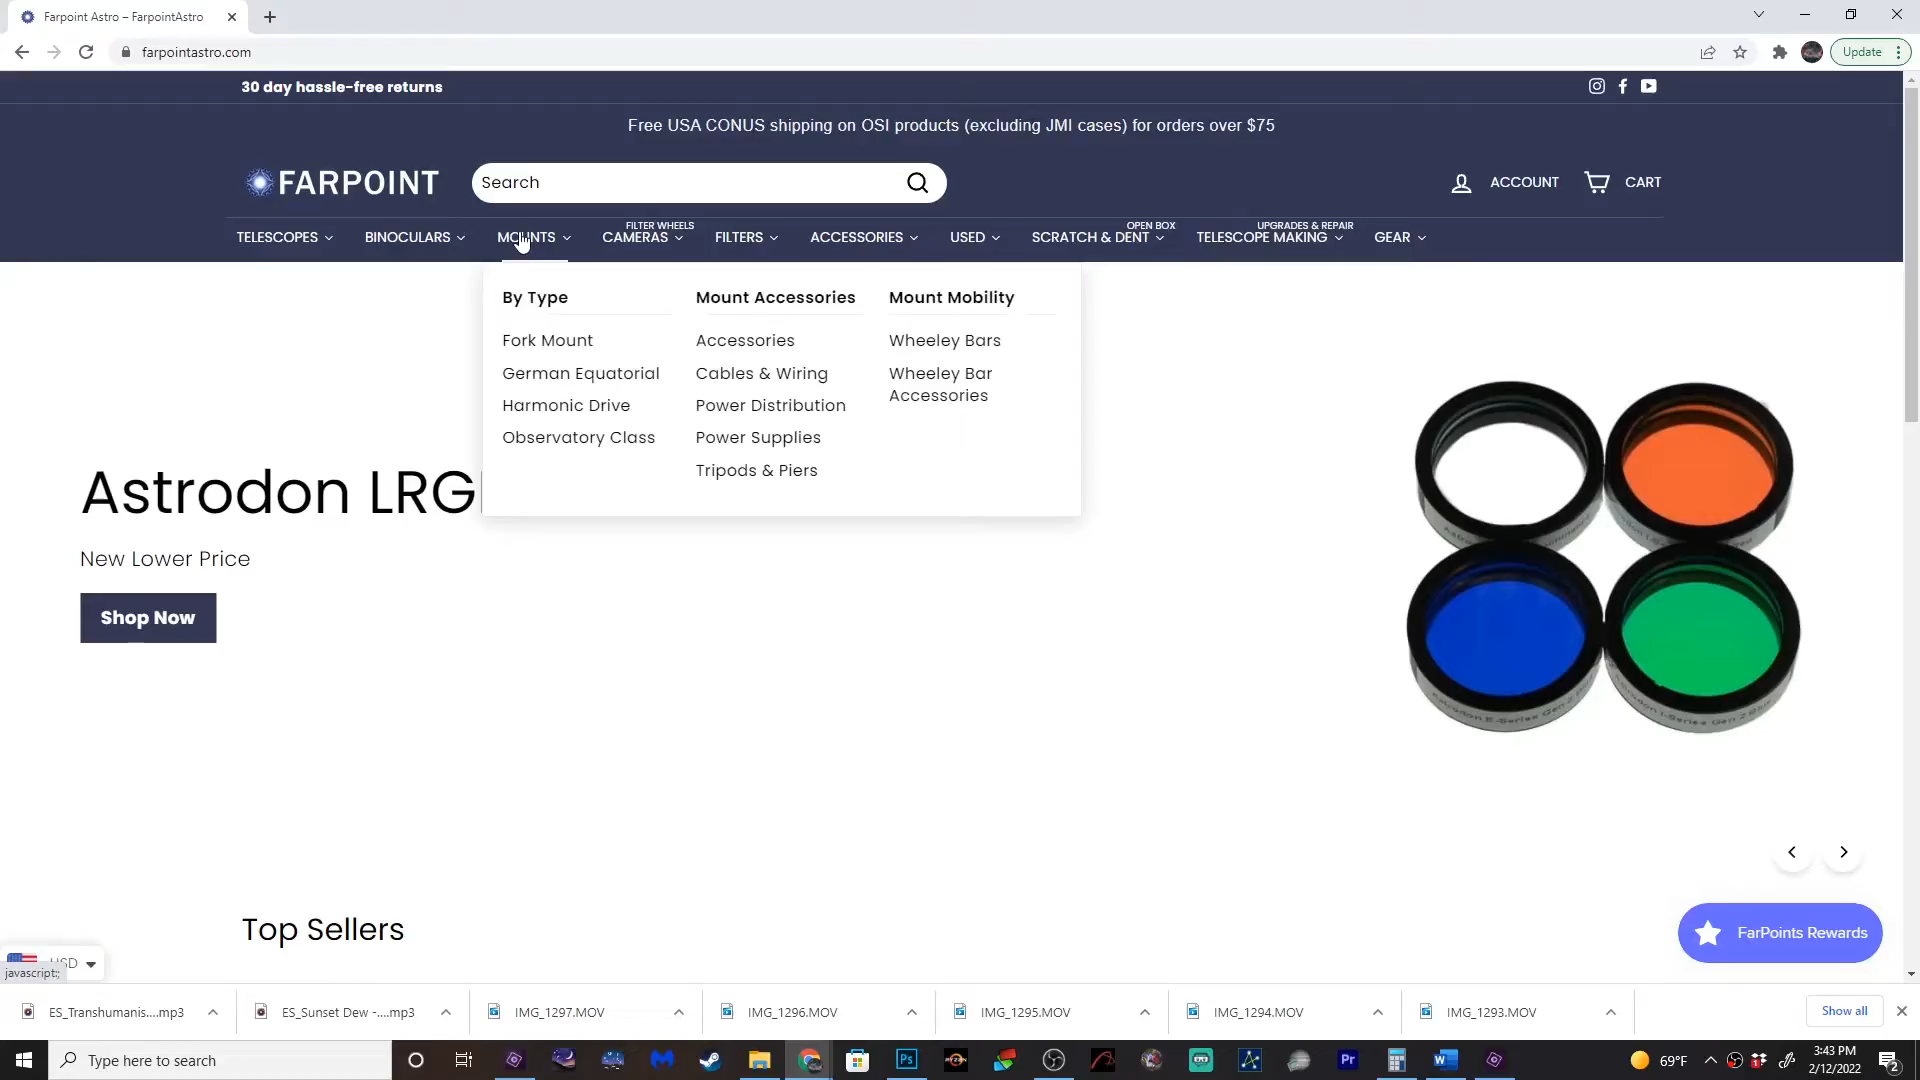 Farpoint Astro – FarpointAstro
farpointastro.com
Update
30 day hassle-free returns
Free USA CONUS shipping on OSI products (excluding JMI cases) for orders over $75
FARPOINT
Search
ACCOUNT
CART
FILTER WHEELS
OPEN BOX
UPGRADES & REPAIR
TELESCOPES
BINOCULARS
MOUNTS
CAMERAS
FILTERS
ACCESSORIES
USED
SCRATCH & DENT
TELESCOPE MAKING
GEAR
By Type
Fork Mount
German Equatorial
Harmonic Drive
Observatory Class
Mount Accessories
Accessories
Cables & Wiring
Power Distribution
Power Supplies
Tripods & Piers
Mount Mobility
Wheeley Bars
Wheeley Bar
Accessories
Astrodon LRG
New Lower Price
Shop Now
Top Sellers
FarPoints Rewards
USD
javascript:;
ES_Transhumanis....mp3
ES_Sunset Dew -....mp3
IMG_1297.MOV
IMG_1296.MOV
IMG_1295.MOV
IMG_1294.MOV
IMG_1293.MOV
Show all
Type here to search
Ps
RYZEN
Pr
W
69°F
3:43 PM
2/12/2022
2